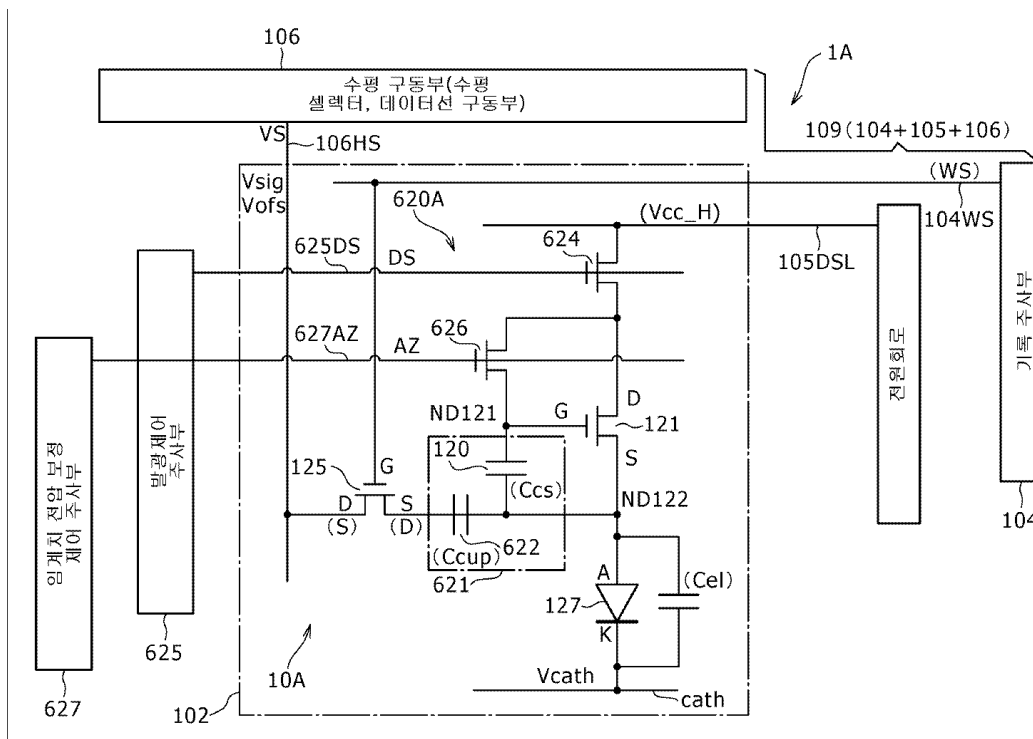 106
1A
수평 구동부(수평
셀렉터, 데이터선 구동부)
VS
106HS
109(104+105+106)
Vsig
Vofs
(WS)
104WS
620A
(Vcc_H)
624
105DSL
625DS
DS
627AZ
AZ
626
ND121
G
D
121
S
120
(Ccs)
ND122
125
G
D
(S)
S
(D)
622
(Ccup)
621
A
127
K
(Cel)
Vcath
cath
10A
102
임계치 전압 보정
제어 주사부
627
발광제어
주사부
625
전원회로
기록 주사부
104